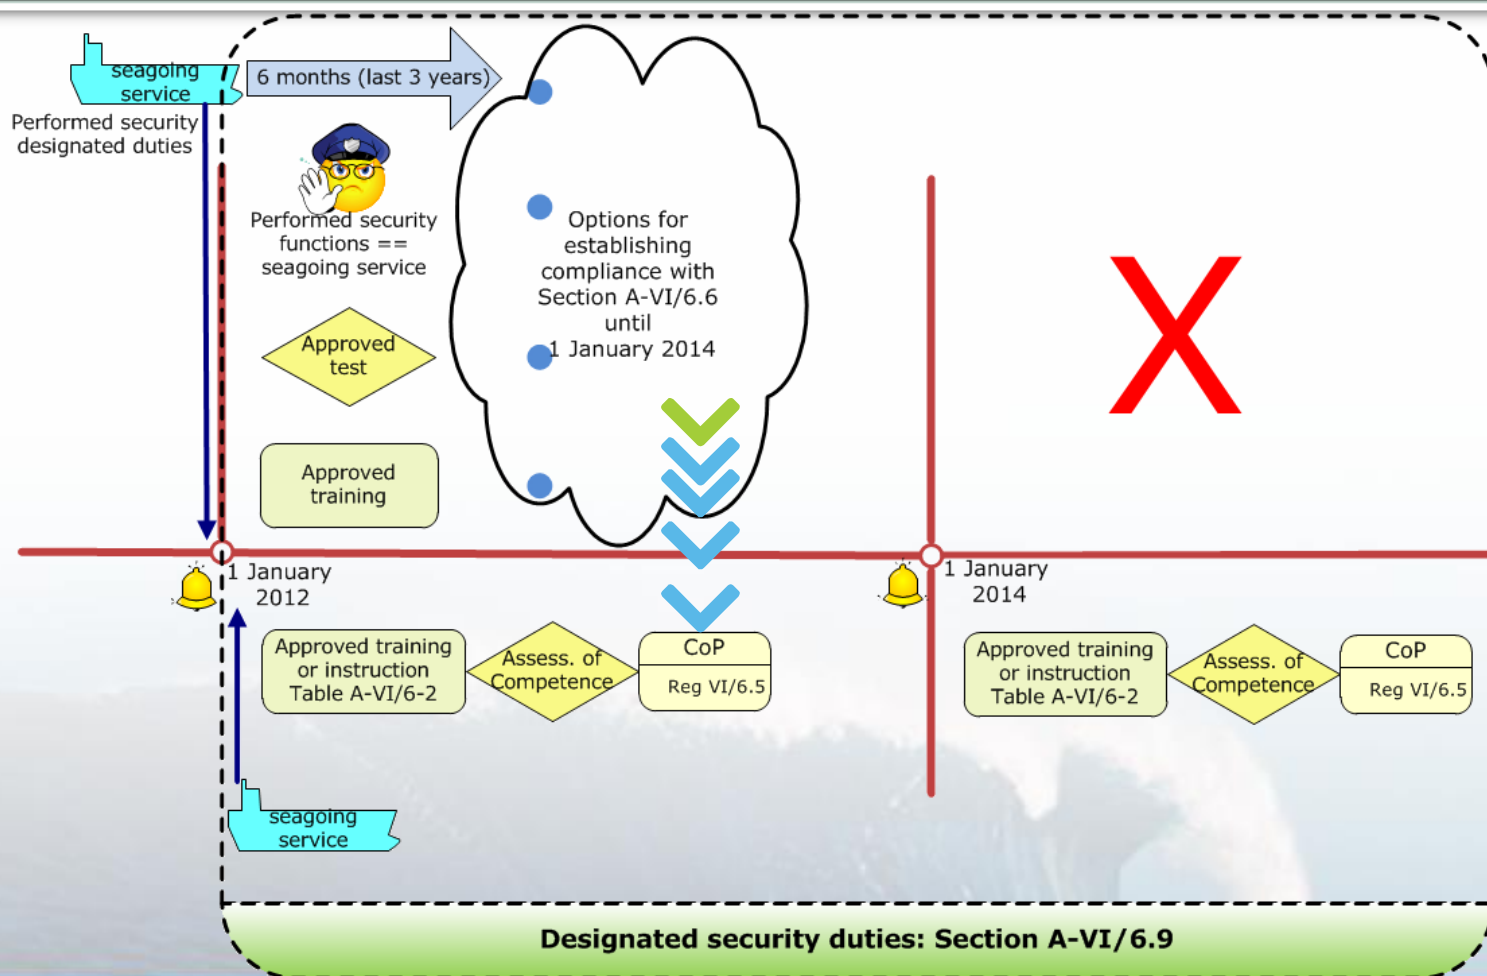 seagoing
service
6 months (last 3 years)
Performed security
designated duties
Performed security
functions ==
seagoing service
Options for
establishing
compliance with
Section A-VI/6.6
until
1 January 2014
Approved
test
X
Approved
training
1 January
2012
1 January
2014
Approved training
or instruction
Table A-VI/6-2
Assess. of
Competence
CoP
Reg VI/6.5
Approved training
or instruction
Table A-VI/6-2
Assess. of
Competence
CoP
Reg VI/6.5
seagoing
service
Designated security duties: Section A-VI/6.9